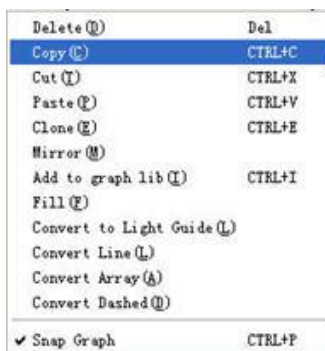 Delete(D) Del
Copy(C) CTRL+C
Cut(T) CTRL+X
Paste(P) CTRL+V
Clone(E) CTRL+E
Mirror(M)
Add to graph lib(I) CTRL+I
Fill(F)
Convert to Light Guide(L)
Convert Line(L)
Convert Array(A)
Convert Dashed(D)
Snap Graph CTRL+P